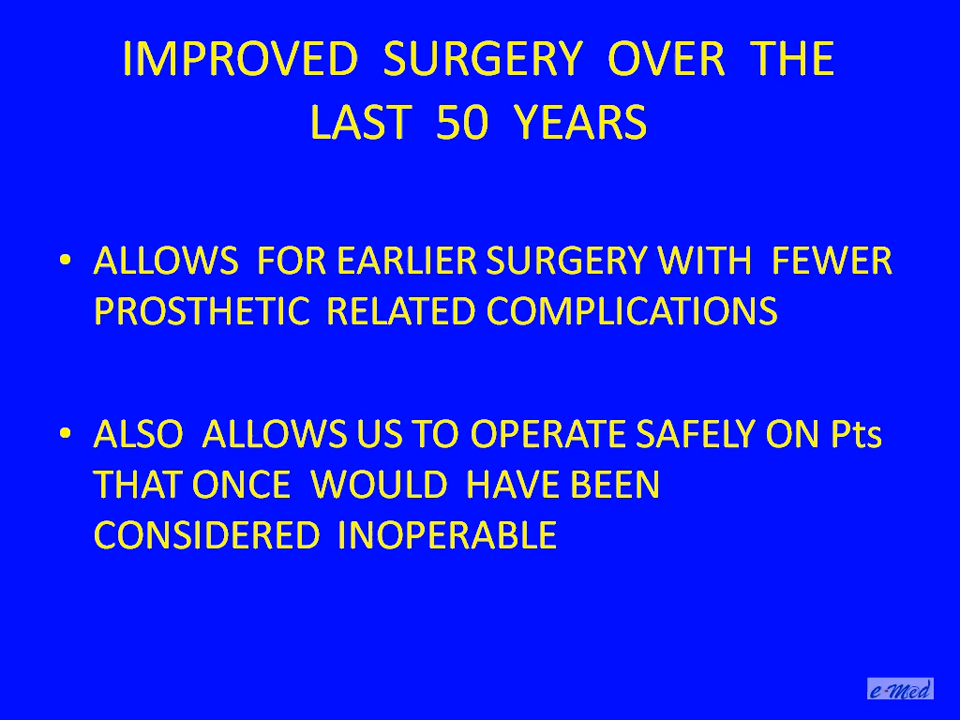 IMPROVED SURGERY OVER THE
LAST 50 YEARS
• ALLOWS FOR EARLIER SURGERY WITH FEWER
PROSTHETIC RELATED COMPLICATIONS
• ALSO ALLOWS US TO OPERATE SAFELY ON Pts
THAT ONCE WOULD HAVE BEEN
CONSIDERED INOPERABLE
e-Med